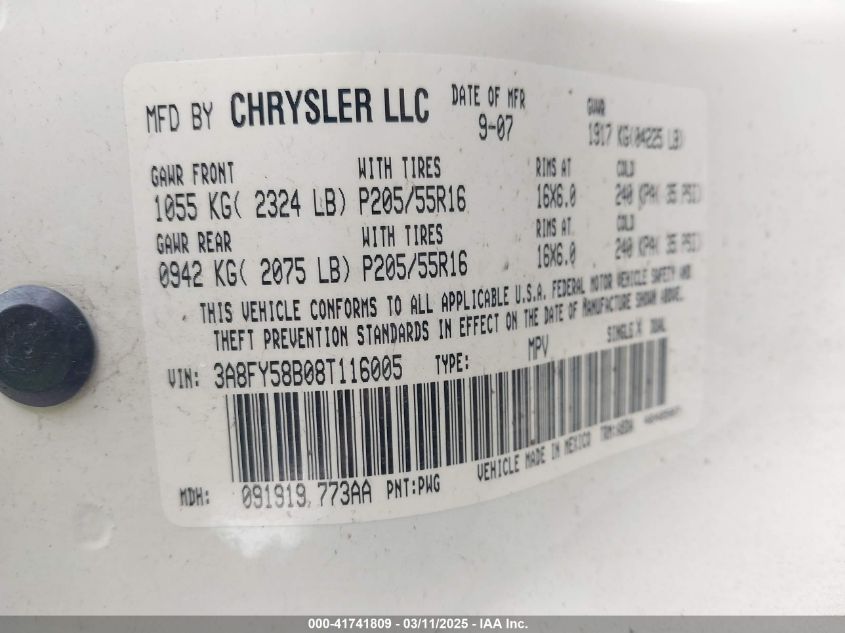 MFD BY CHRYSLER LLC DATE OF MFR GVWR
9-07 1917 KG(04225 LB)
GAWR FRONT WITH TIRES RIMS AT COLD
1055 KG( 2324 LB) P205/55R16 16X6.0 240 KPA( 35 PSI)
GAWR REAR WITH TIRES RIMS AT COLD
0942 KG( 2075 LB) P205/55R16 16X6.0 240 KPA( 35 PSI)
THIS VEHICLE CONFORMS TO ALL APPLICABLE U.S.A. FEDERAL MOTOR VEHICLE SAFETY AND
THEFT PREVENTION STANDARDS IN EFFECT ON THE DATE OF MANUFACTURE SHOWN ABOVE.
VIN: 3A8FY58B08T116005 TYPE: MPV SINGLE X DUAL
VEHICLE MADE IN MEXICO
MDH: 091919 773AA PNT:PWG
000-41741809 - 03/11/2025 - IAA Inc.